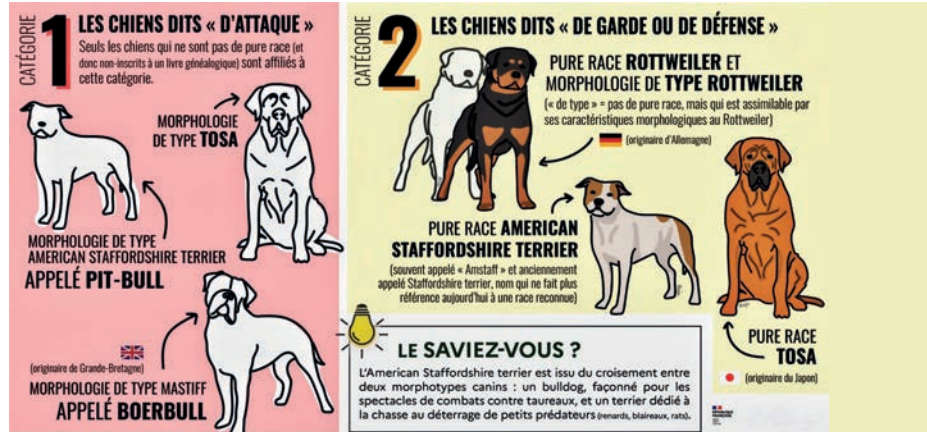 CATÉGORIE
1
LES CHIENS DITS « D'ATTAQUE »
Seuls les chiens qui ne sont pas de pure race (et
donc non-inscrits à un livre généalogique) sont affiliés à
cette catégorie.
MORPHOLOGIE
DE TYPE TOSA
MORPHOLOGIE DE TYPE
AMERICAN STAFFORDSHIRE TERRIER
APPELÉ PIT-BULL
(originaire de Grande-Bretagne)
MORPHOLOGIE DE TYPE MASTIFF
APPELÉ BOERBULL
CATÉGORIE
2
LES CHIENS DITS « DE GARDE OU DE DÉFENSE »
PURE RACE ROTTWEILER ET
MORPHOLOGIE DE TYPE ROTTWEILER
(« de type » = pas de pure race, mais qui est assimilable par
ses caractéristiques morphologiques au Rottweiler)
(originaire d'Allemagne)
PURE RACE AMERICAN
STAFFORDSHIRE TERRIER
(souvent appelé « Amstaff » et anciennement
appelé Staffordshire terrier, nom qui ne fait plus
référence aujourd'hui à une race reconnue)
PURE RACE
TOSA
(originaire du Japon)
LE SAVIEZ-VOUS ?
L'American Staffordshire terrier est issu du croisement entre
deux morphotypes canins : un bulldog, façonné pour les
spectacles de combats contre taureaux, et un terrier dédié à
la chasse au déterrage de petits prédateurs (renards, blaireaux, rats).